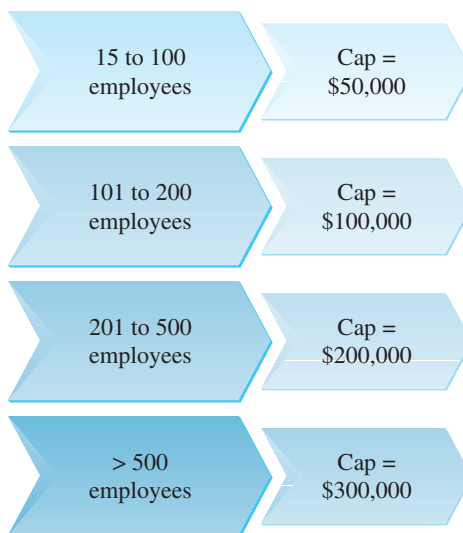 15 to 100
employees
Cap =
$50,000
101 to 200
employees
Cap =
$100,000
201 to 500
employees
Cap =
$200,000
> 500
employees
Cap =
$300,000